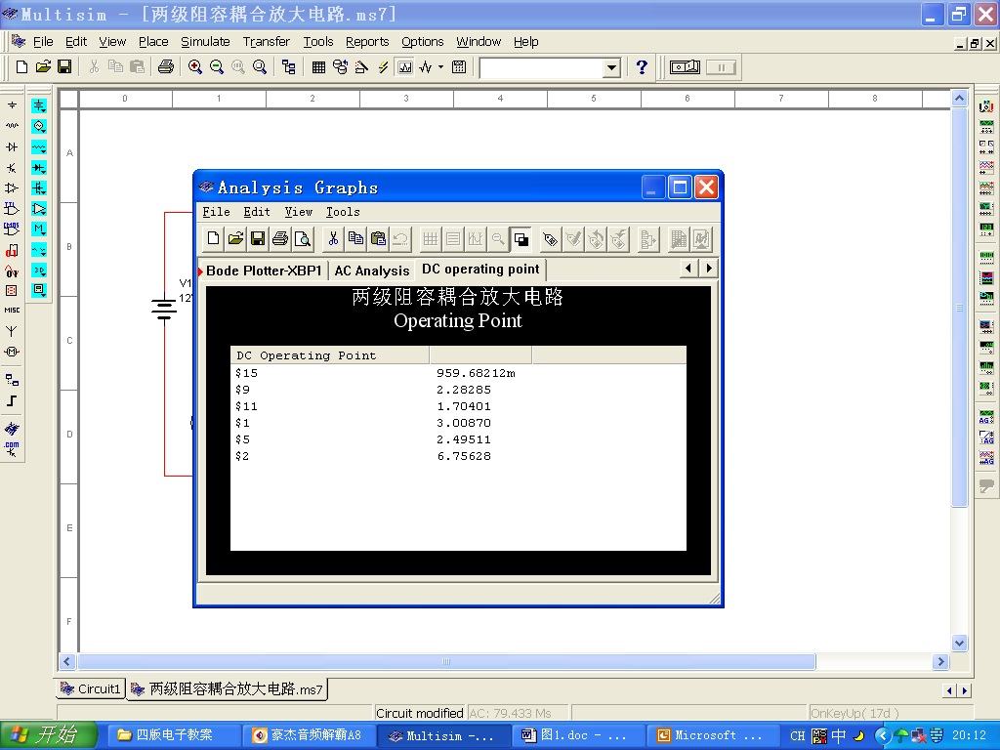 Multisim - [两级阻容耦合放大电路.ms7]
File Edit View Place Simulate Transfer Tools Reports Options Window Help
0 1 2 3 4 5 6 7 8
A
B
C
D
E
F
V1
12
Analysis Graphs
File Edit View Tools
Bode Plotter-XBP1 AC Analysis DC operating point
两级阻容耦合放大电路
Operating Point
DC Operating Point
$15 959.68212m
$9 2.28285
$11 1.70401
$1 3.00870
$5 2.49511
$2 6.75628
MISC
.com
Circuit1 两级阻容耦合放大电路.ms7
Circuit modified AC: 79.433 Ms OnKeyUp( 17d )
开始 四版电子教案 豪杰音频解霸A8 Multisim -... 图1.doc - ... Microsoft ... CH 中 20:12